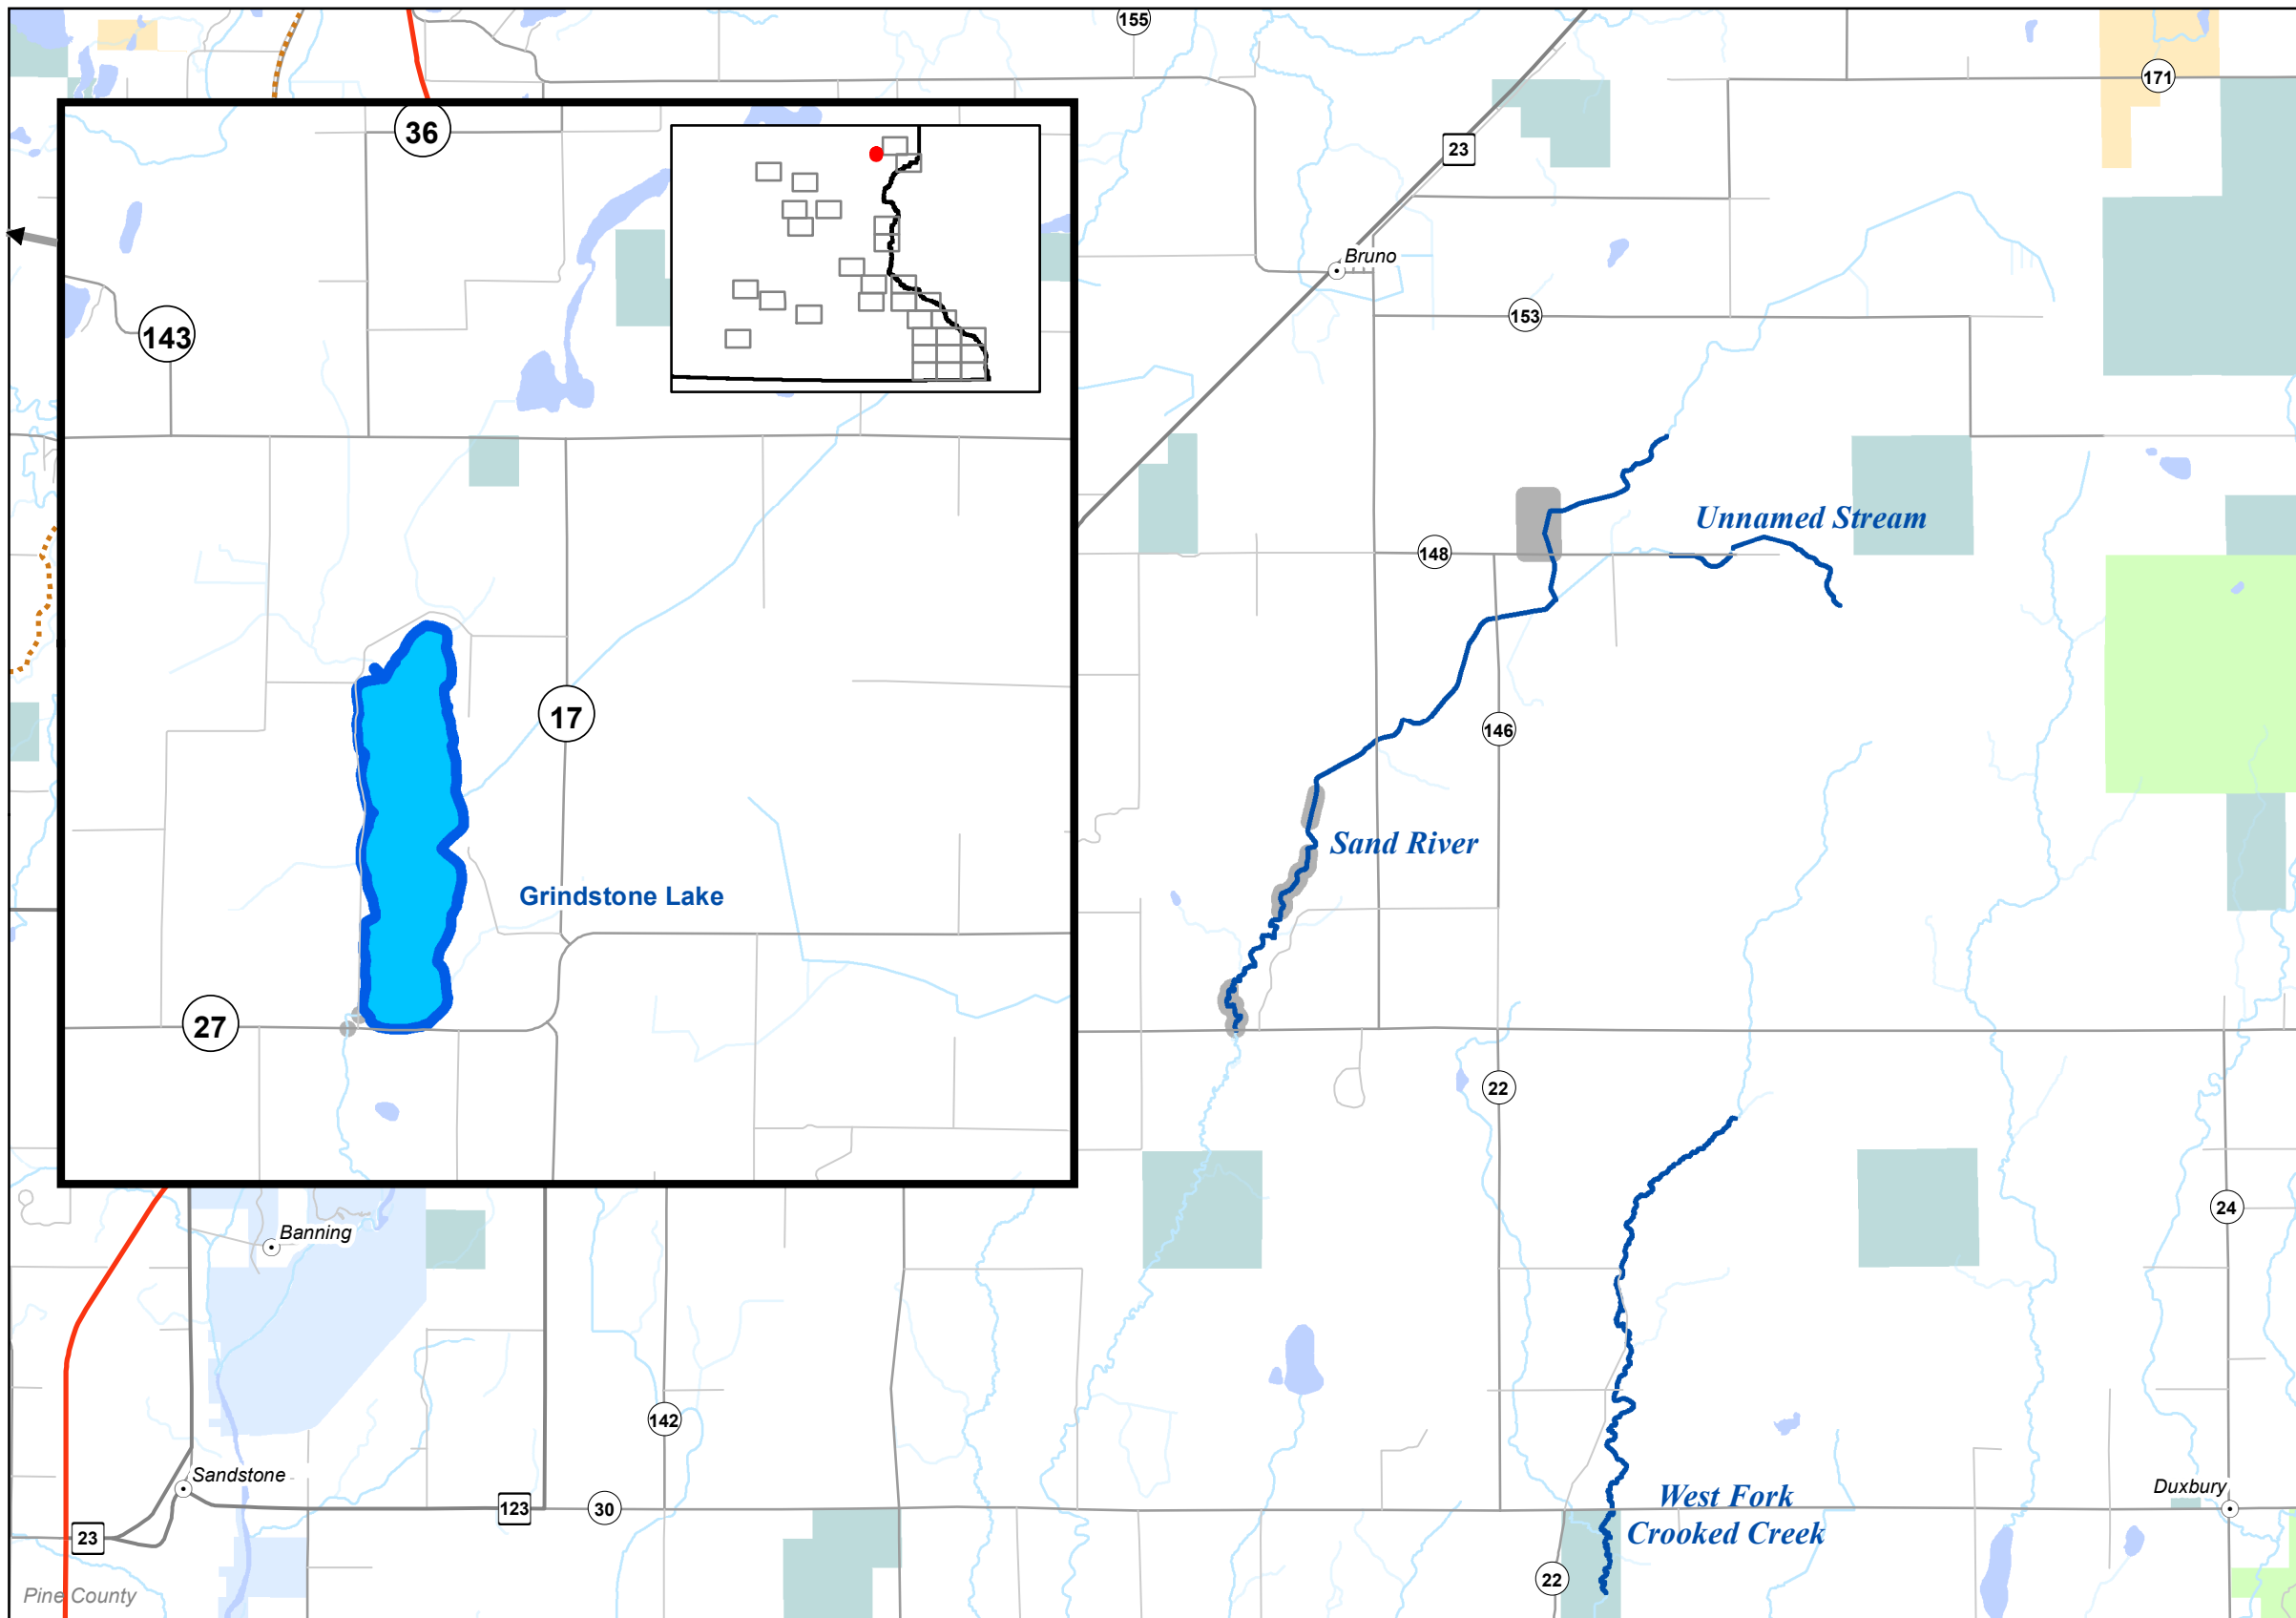 155
171
36
23
Bruno
143
153
Unnamed Stream
148
17
146
Sand River
Grindstone Lake
27
22
24
Banning
142
Sandstone
West Fork
Crooked Creek
Duxbury
123
30
23
22
Pine County